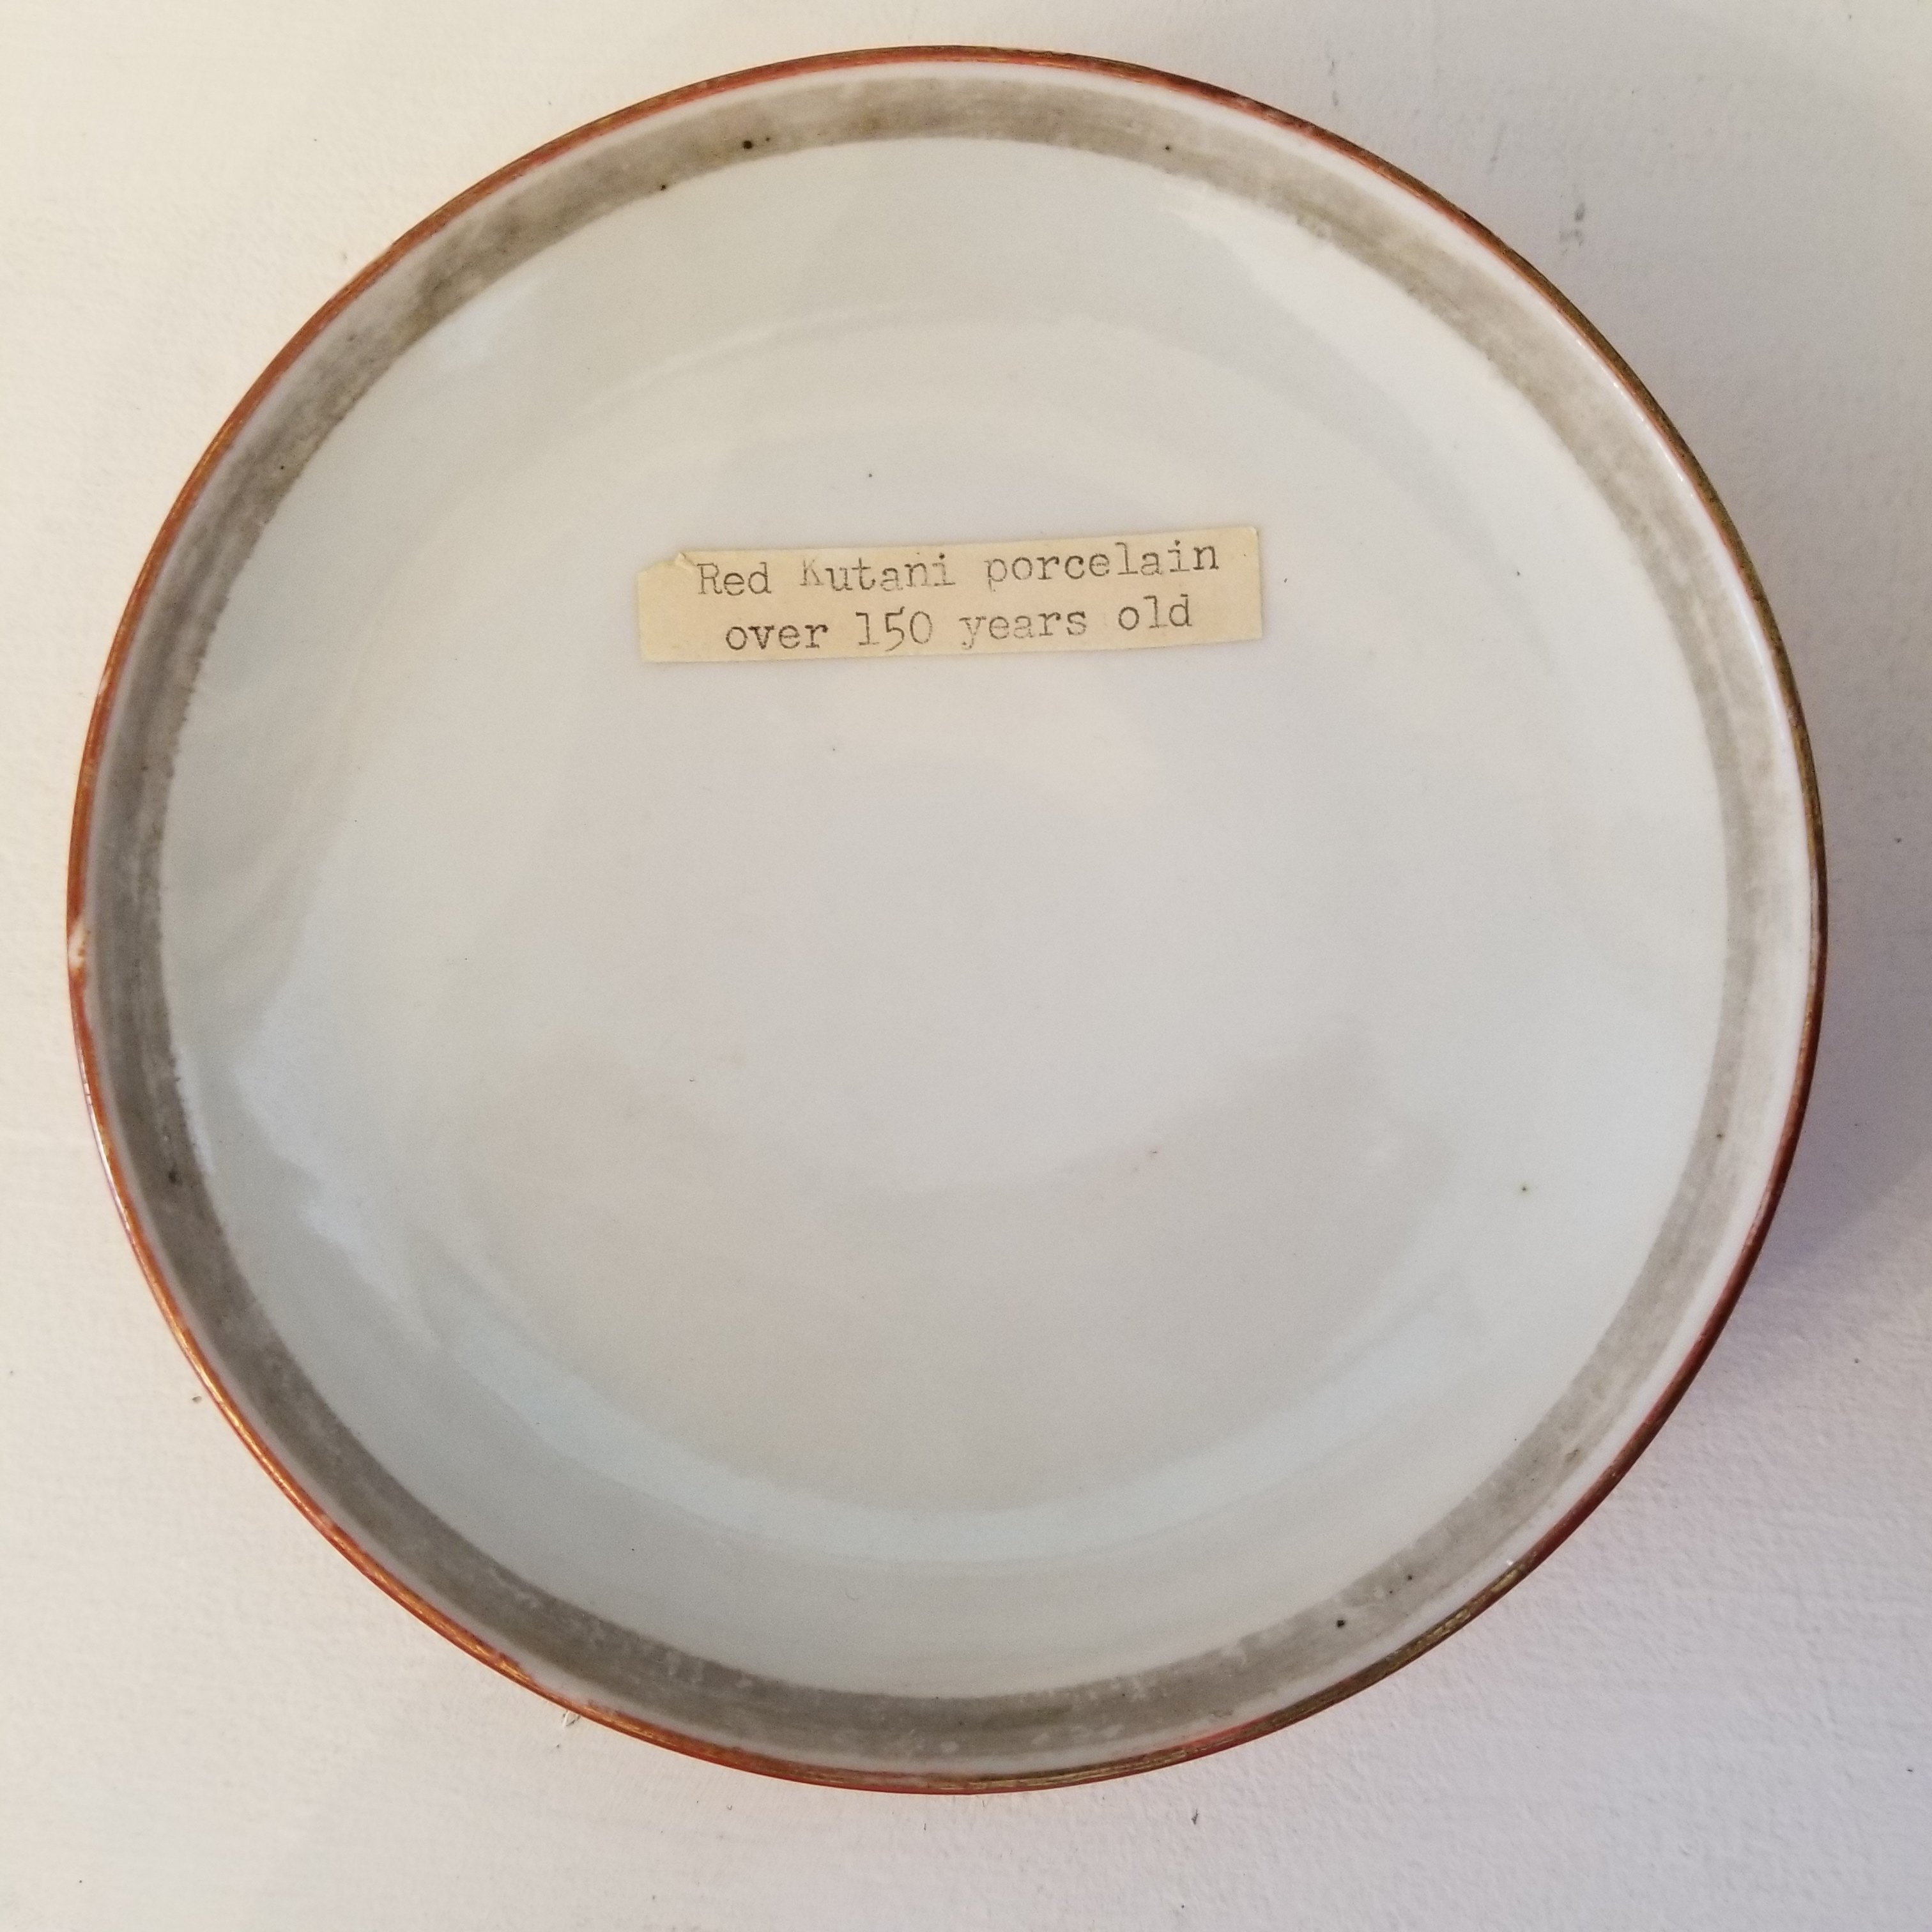 Red Kutani porcelain
over 150 years old